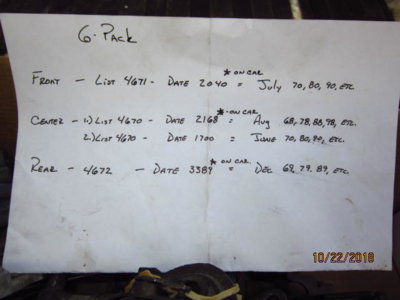 6-Pack
* ON CAR
FRONT - LIST 4671 - DATE 2040 = July 70, 80, 90, ETC.
* ON CAR
CENTER - 1.) LIST 4670 - DATE 2168 = Aug 68, 78, 88, 98, ETC.
2.) LIST 4670 - DATE 1700 = JUNE 70, 80, 90, ETC.
* ON CAR
REAR - 4672 - DATE 3389 = DEC 69, 79, 89, ETC.
10/22/2018